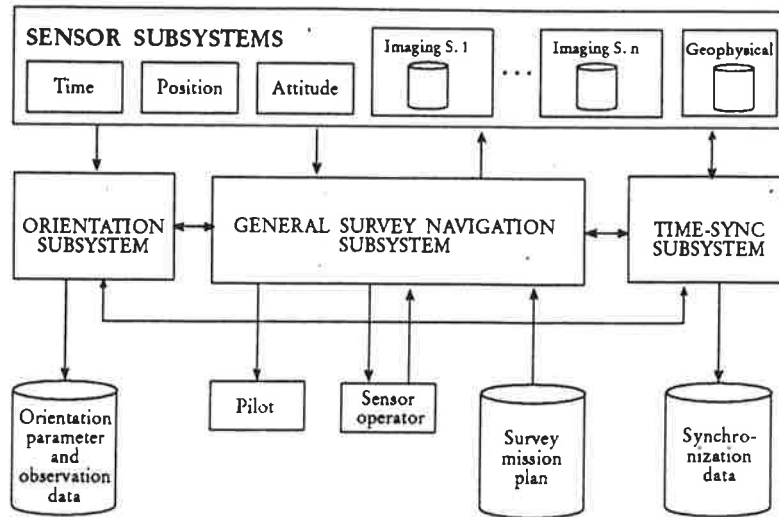 SENSOR SUBSYSTEMS
Time
Position
Attitude
Imaging S. 1
...
Imaging S. n
Geophysical
ORIENTATION
SUBSYSTEM
GENERAL SURVEY NAVIGATION
SUBSYSTEM
TIME-SYNC
SUBSYSTEM
Orientation
parameter
and
observation
data
Pilot
Sensor
operator
Survey
mission
plan
Synchro-
nization
data